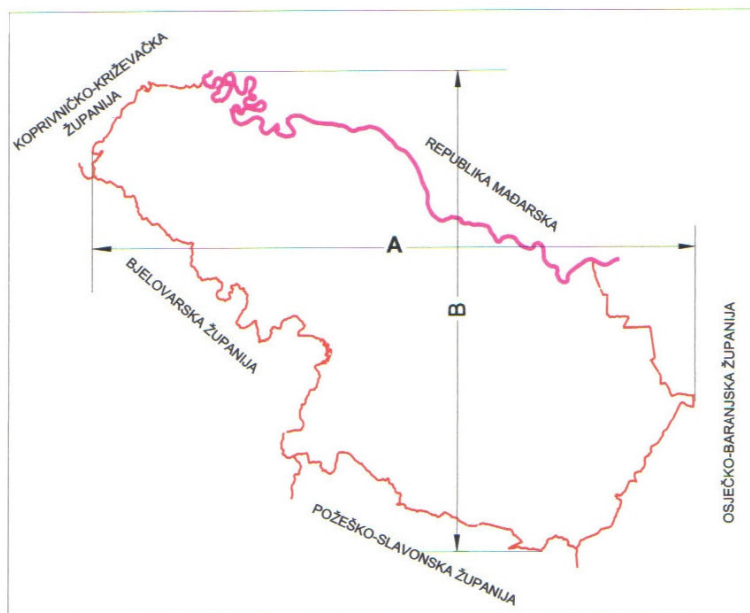 KOPRIVNIČKO-KRIŽEVAČKA
ŽUPANIJA
REPUBLIKA MAĐARSKA
A
BJELOVARSKA ŽUPANIJA
B
OSJEČKO-BARANJSKA ŽUPANIJA
POŽEŠKO-SLAVONSKA ŽUPANIJA